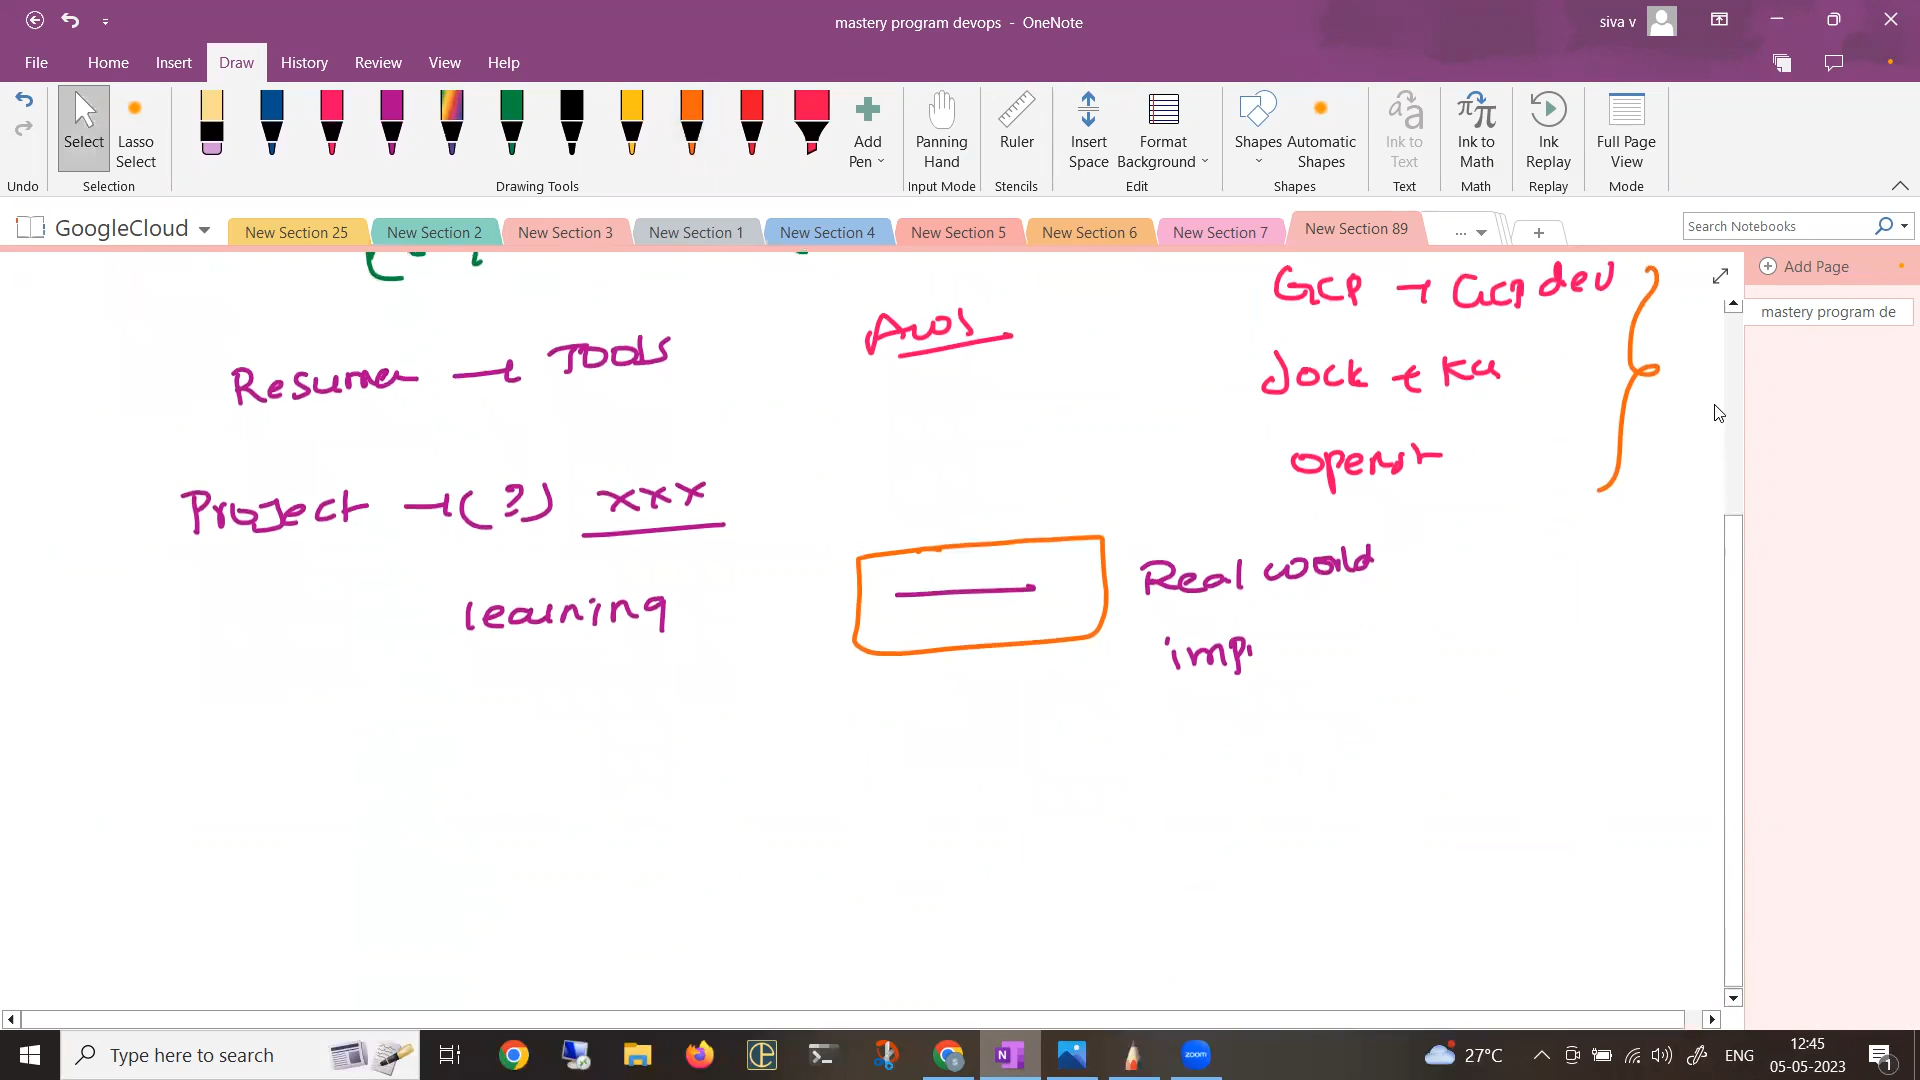 mastery program devops - OneNote
siva v
File Home Insert Draw History Review View Help
Select
Lasso Select
Add Pen
Panning Hand
Ruler
Insert Space
Format Background
Shapes
Automatic Shapes
Ink to Text
Ink to Math
Ink Replay
Full Page View
Undo Selection Drawing Tools Input Mode Stencils Edit Shapes Text Math Replay Mode
GoogleCloud
New Section 25 New Section 2 New Section 3 New Section 1 New Section 4 New Section 5 New Section 6 New Section 7 New Section 89 ...
Search Notebooks
Add Page
mastery program de
GCP → GCP dev
Resume → TOOLS
Dock + Ku
Project → (?) xxx
learning
Real world
imp
Type here to search
zoom
27°C
ENG
12:45
05-05-2023
1